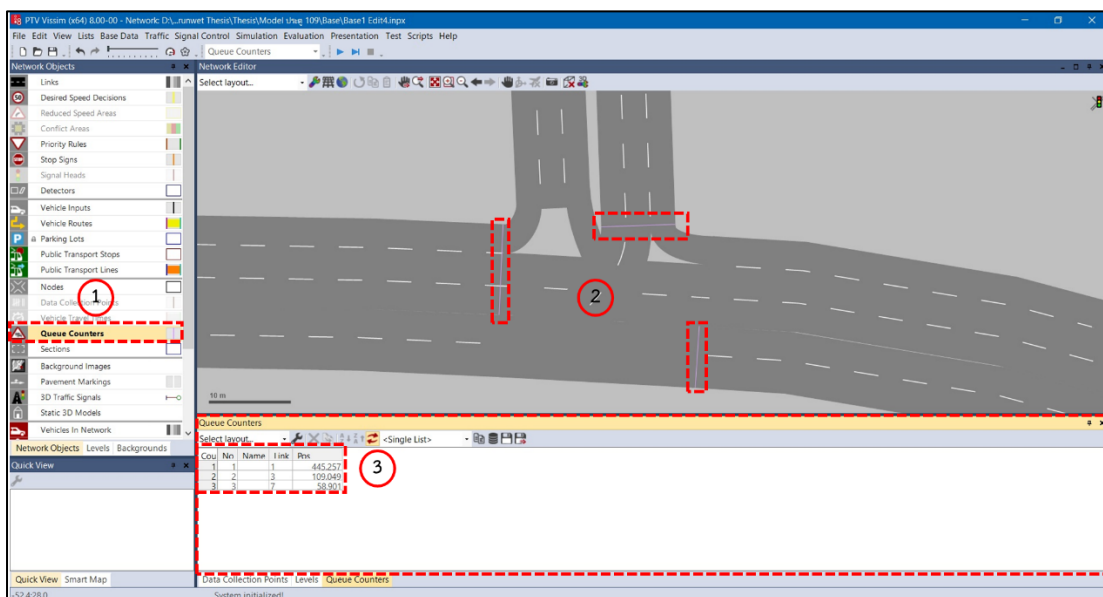 PTV Vissim (x64) 8.00-00 - Network: D:\...runwet Thesis\Thesis\Model ประตู 109\Base\Base1 Edit4.inpx
File Edit View Lists Base Data Traffic Signal Control Simulation Evaluation Presentation Test Scripts Help
Queue Counters
Network Objects
Network Editor
Select layout...
Links
50 Desired Speed Decisions
Reduced Speed Areas
Conflict Areas
Priority Rules
Stop Signs
Signal Heads
Detectors
Vehicle Inputs
Vehicle Routes
P Parking Lots
Public Transport Stops
Public Transport Lines
Nodes
1
Data Collection Points
Vehicle Travel Times
Queue Counters
Sections
Background Images
Pavement Markings
3D Traffic Signals
Static 3D Models
Vehicles In Network
Network Objects Levels Backgrounds
2
10 m
Queue Counters
Select layout... <Single List>
Cou No Name Link Pos
1 1 1 445.257
2 2 3 109.049
3 3 7 58.901
3
Quick View
Quick View Smart Map
Data Collection Points Levels Queue Counters
-52.4:28.0 System initialized!